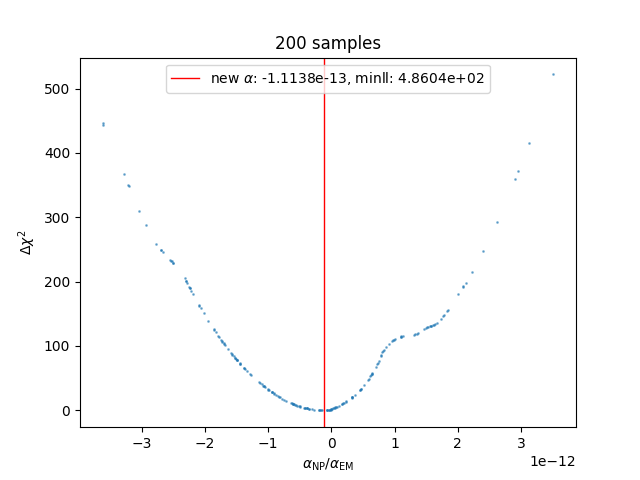 200 samples
new α: -1.1138e-13, minll: 4.8604e+02
500
400
300
200
100
0
Δχ²
−3 −2 −1 0 1 2 3
1e−12
α_NP/α_EM